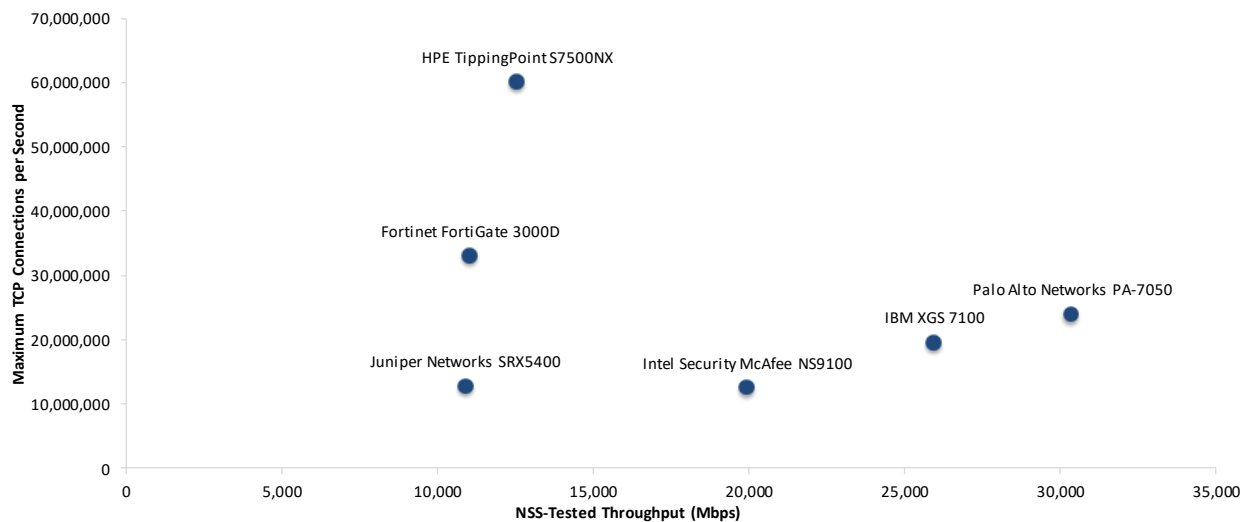 70,000,000
60,000,000
50,000,000
40,000,000
30,000,000
20,000,000
10,000,000
0
Maximum TCP Connections per Second
HPE TippingPoint S7500NX
Fortinet FortiGate 3000D
Palo Alto Networks PA-7050
IBM XGS 7100
Juniper Networks SRX5400
Intel Security McAfee NS9100
0 5,000 10,000 15,000 20,000 25,000 30,000 35,000
NSS-Tested Throughput (Mbps)